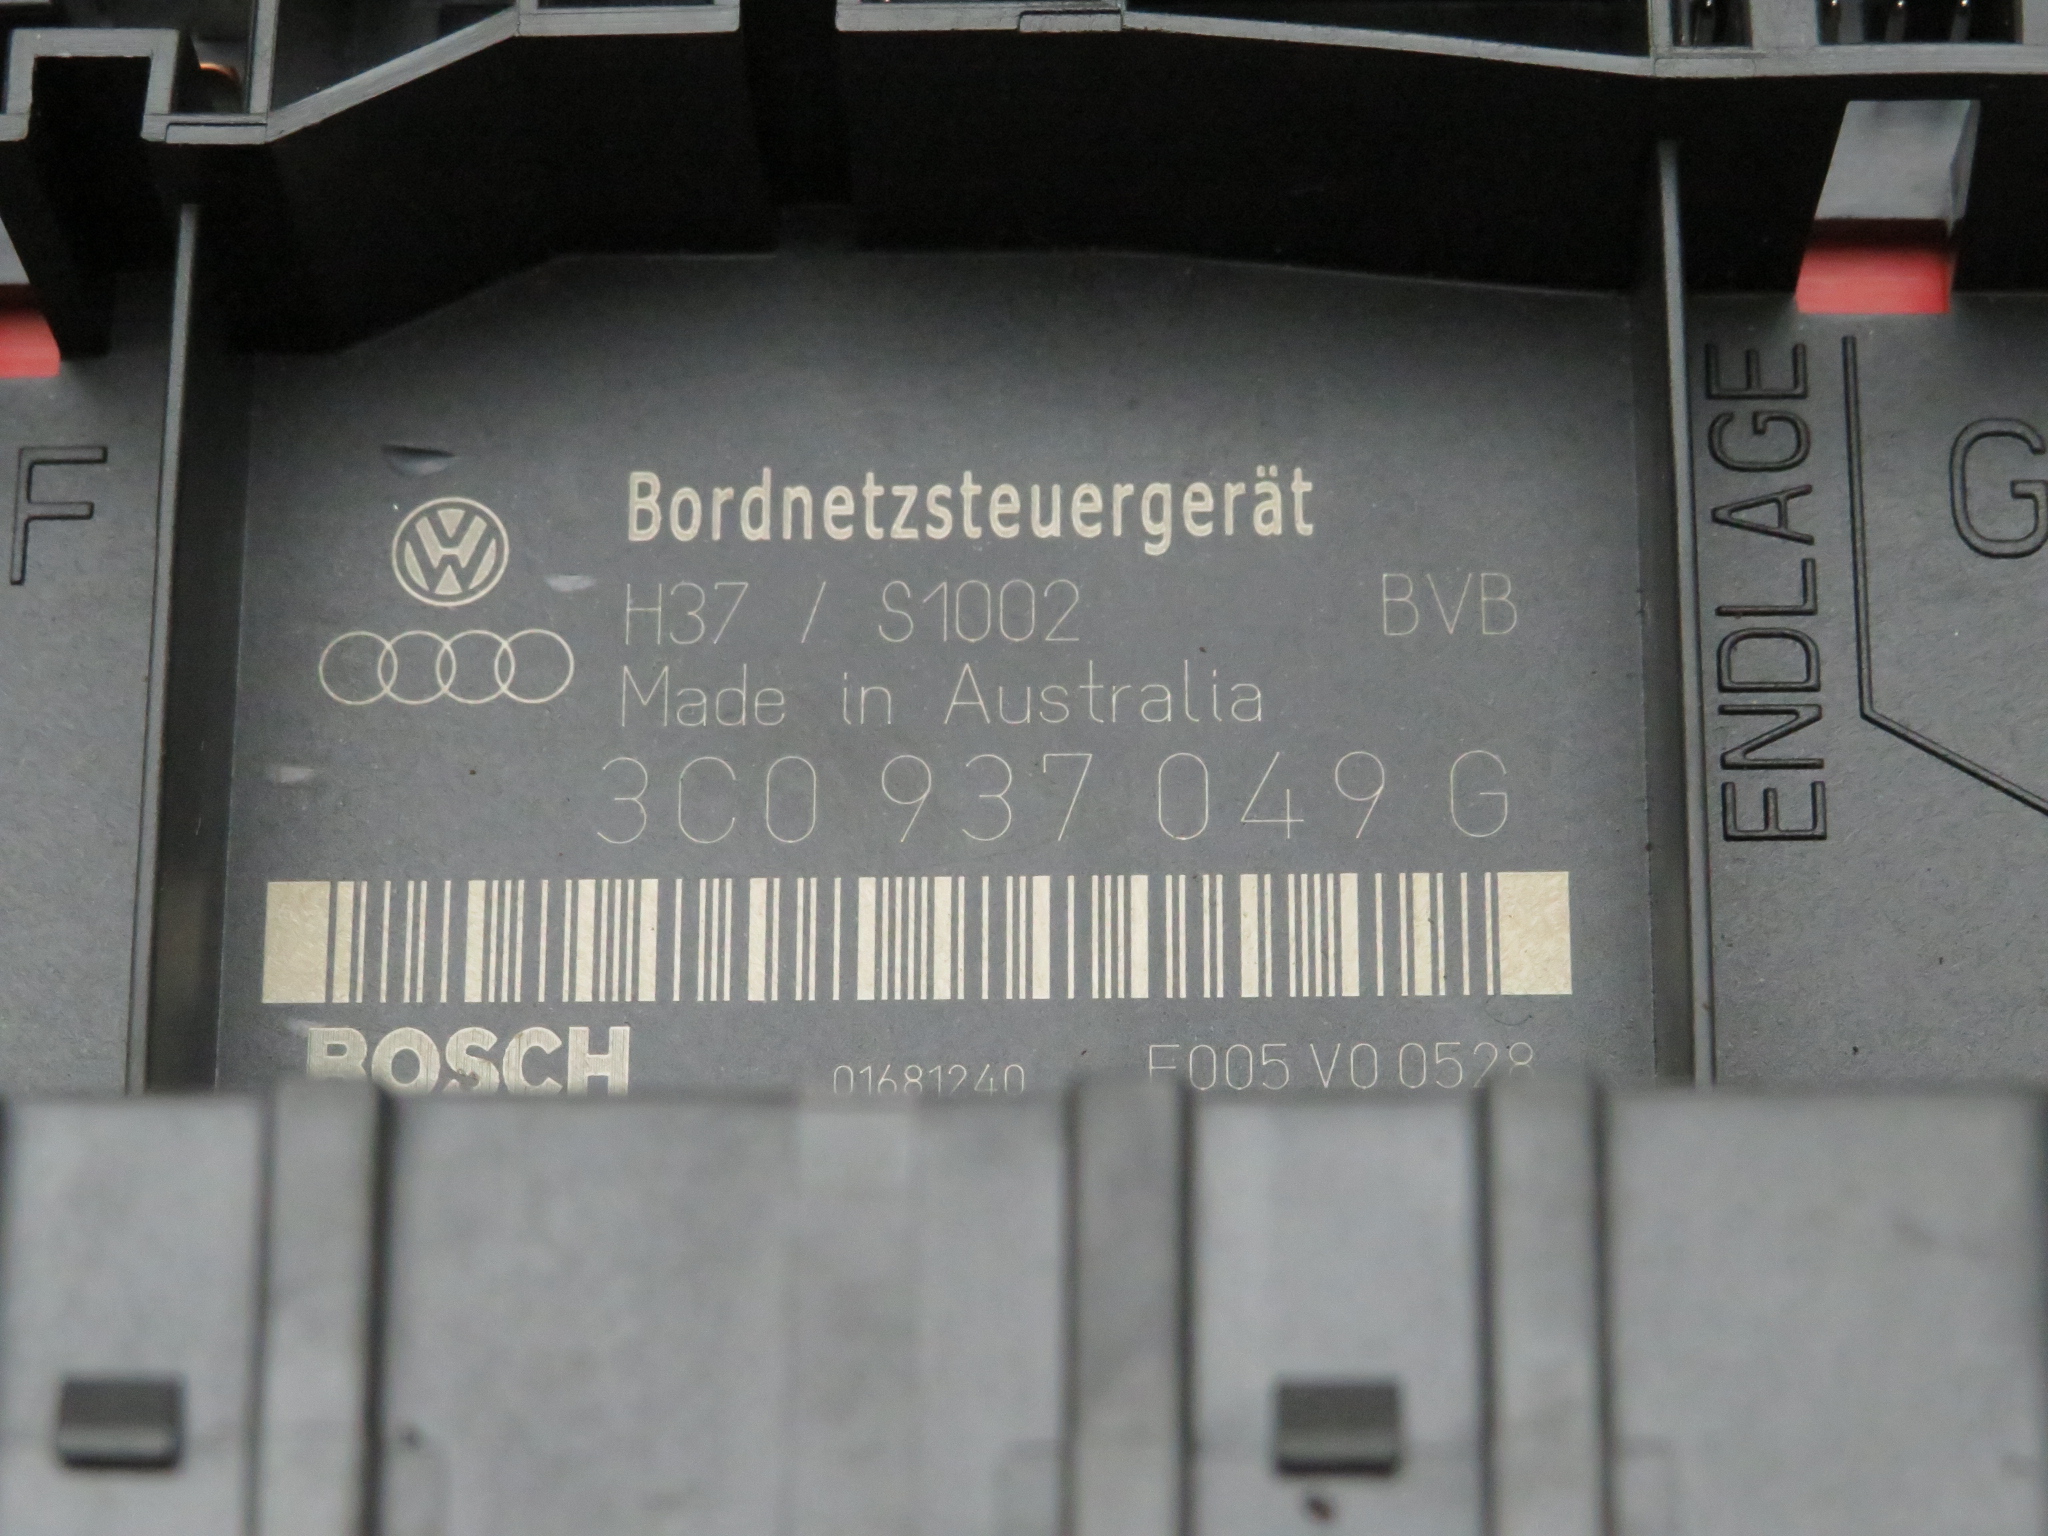 Bordnetzsteuergerät
H37 / S1002 BVB
Made in Australia
3C0 937 049 G
BOSCH 01681240 F005 V0 0528
F
ENDLAGE
G